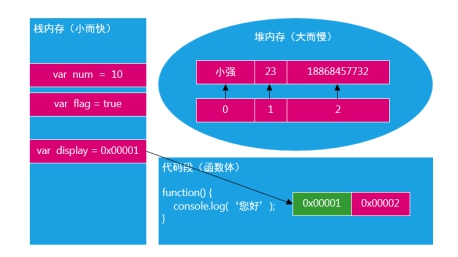 栈内存（小而快）
var num = 10
var flag = true
var display = 0x00001
堆内存（大而慢）
小强 23 18868457732
0 1 2
代码段（函数体）
function() {
console.log(‘您好’);
}
0x00001 0x00002